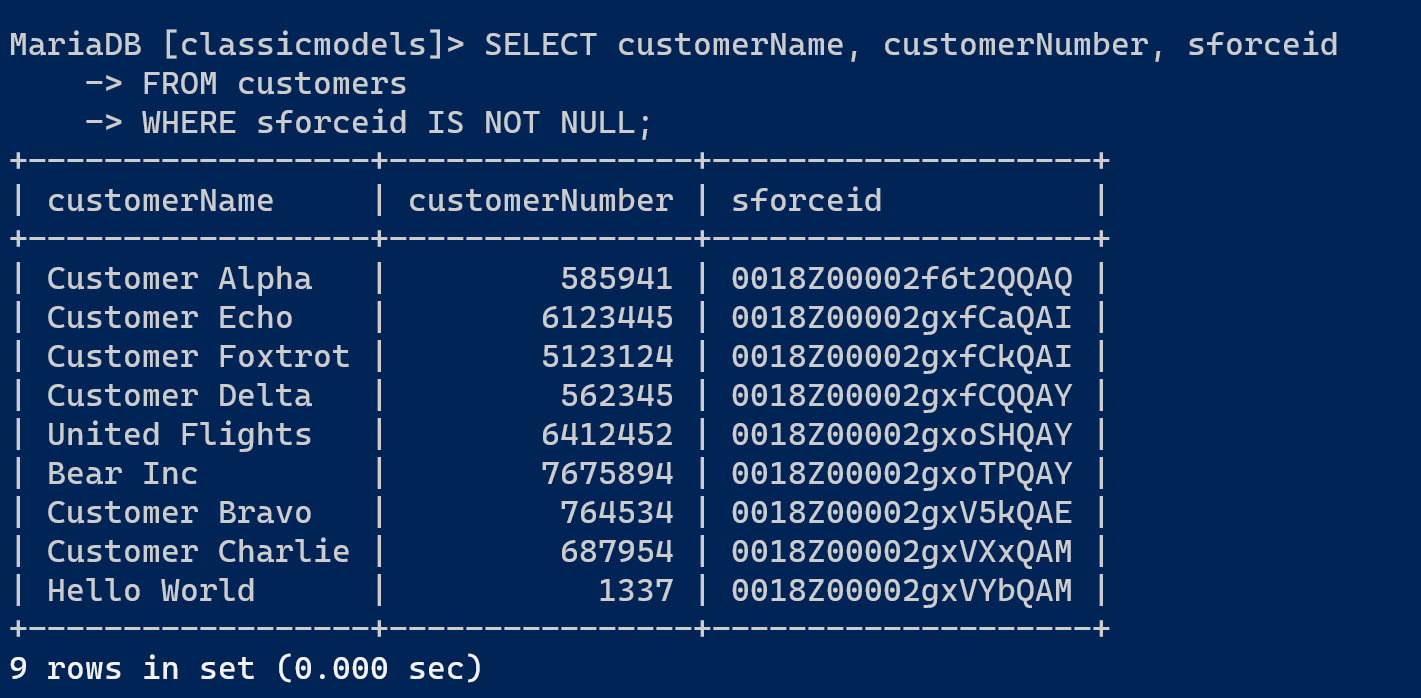 MariaDB [classicmodels]> SELECT customerName, customerNumber, sforceid
    -> FROM customers
    -> WHERE sforceid IS NOT NULL;
+------------------+----------------+--------------------+
| customerName     | customerNumber | sforceid           |
+------------------+----------------+--------------------+
| Customer Alpha   |         585941 | 0018Z00002f6t2QQAQ |
| Customer Echo    |        6123445 | 0018Z00002gxfCaQAI |
| Customer Foxtrot |        5123124 | 0018Z00002gxfCkQAI |
| Customer Delta   |         562345 | 0018Z00002gxfCQQAY |
| United Flights   |        6412452 | 0018Z00002gxoSHQAY |
| Bear Inc         |        7675894 | 0018Z00002gxoTPQAY |
| Customer Bravo   |         764534 | 0018Z00002gxV5kQAE |
| Customer Charlie |         687954 | 0018Z00002gxVXxQAM |
| Hello World      |           1337 | 0018Z00002gxVYbQAM |
+------------------+----------------+--------------------+
9 rows in set (0.000 sec)